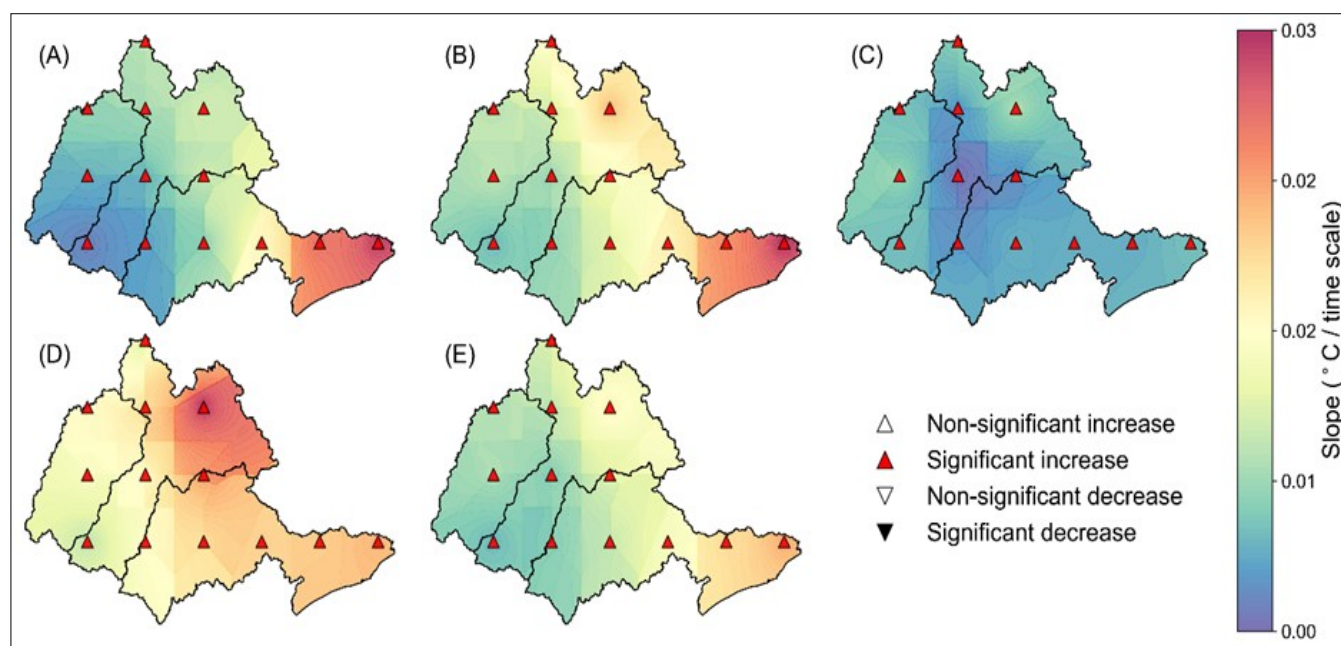 (A)
(B)
(C)
(D)
(E)
Non-significant increase
Significant increase
Non-significant decrease
Significant decrease
0.03
0.02
0.02
0.01
0.00
Slope ( ° C / time scale)